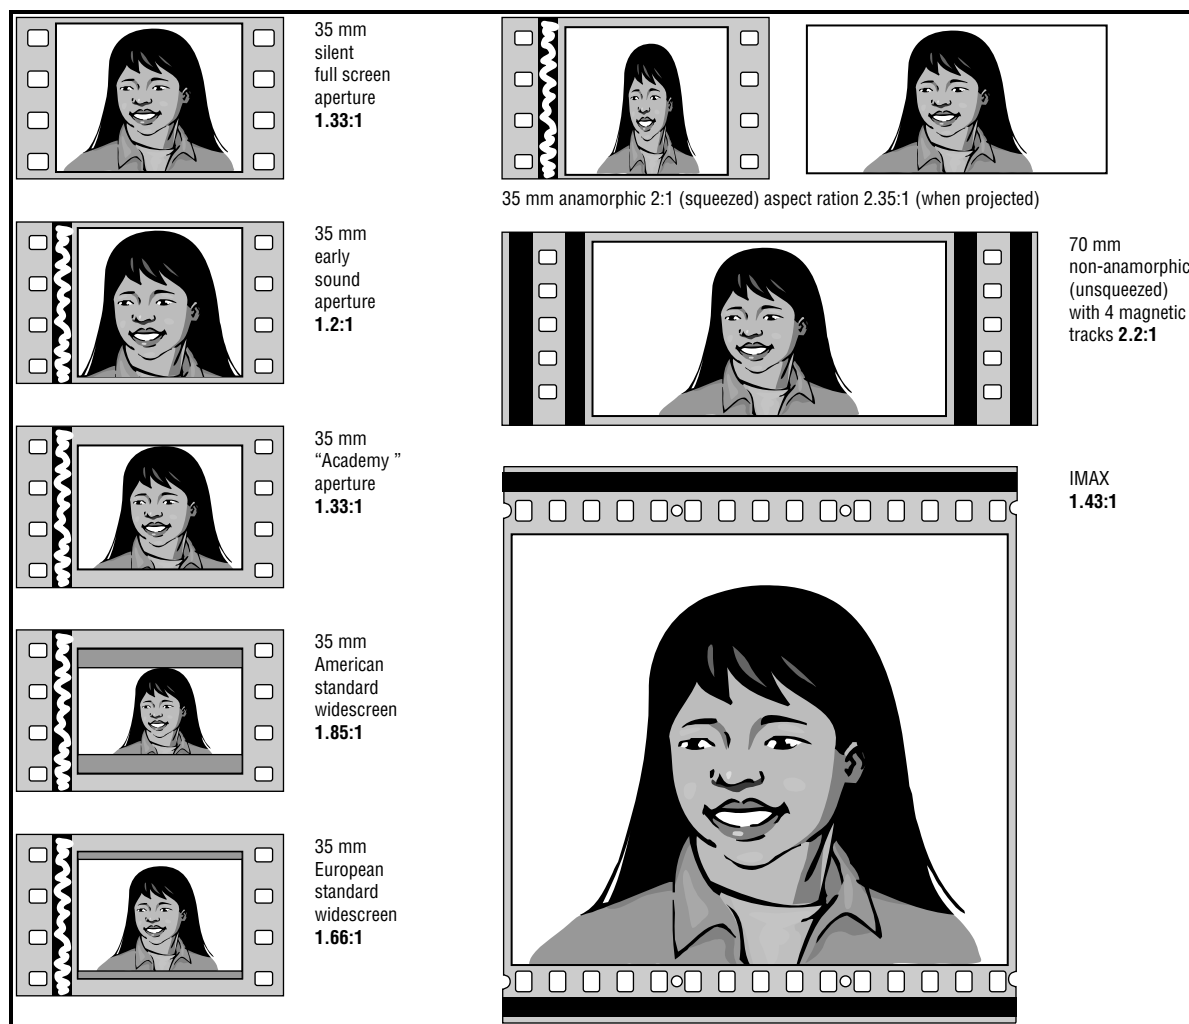 35 mm
silent
full screen
aperture
1.33:1
35 mm
early
sound
aperture
1.2:1
35 mm
“Academy ”
aperture
1.33:1
35 mm
American
standard
widescreen
1.85:1
35 mm
European
standard
widescreen
1.66:1
35 mm anamorphic 2:1 (squeezed) aspect ration 2.35:1 (when projected)
70 mm
non-anamorphic
(unsqueezed)
with 4 magnetic
tracks 2.2:1
IMAX
1.43:1